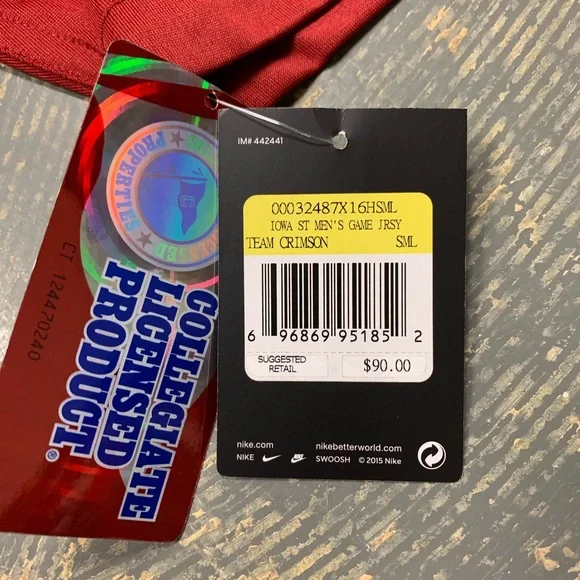 PROPERTIES
CT 124470240
COLLEGIATE
LICENSED
PRODUCT®
IM# 442441
00032487X16HSML
IOWA ST MEN'S GAME JRSY
TEAM CRIMSON SML
6 96869 95185 2
SUGGESTED
RETAIL
$90.00
nike.com nikebetterworld.com
NIKE SWOOSH © 2015 Nike